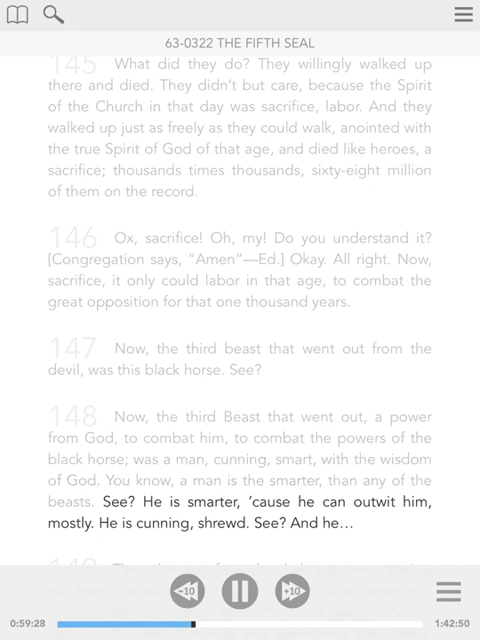 63-0322 THE FIFTH SEAL
145 What did they do? They willingly walked up
there and died. They didn't but care, because the Spirit
of the Church in that day was sacrifice, labor. And they
walked up just as freely as they could walk, anointed with
the true Spirit of God of that age, and died like heroes, a
sacrifice; thousands times thousands, sixty-eight million
of them on the record.
146 Ox, sacrifice! Oh, my! Do you understand it?
[Congregation says, “Amen”—Ed.] Okay. All right. Now,
sacrifice, it only could labor in that age, to combat the
great opposition for that one thousand years.
147 Now, the third beast that went out from the
devil, was this black horse. See?
148 Now, the third Beast that went out, a power
from God, to combat him, to combat the powers of the
black horse; was a man, cunning, smart, with the wisdom
of God. You know, a man is the smarter, than any of the
beasts. See? He is smarter, ’cause he can outwit him,
mostly. He is cunning, shrewd. See? And he…
149
-10
+10
0:59:28
1:42:50